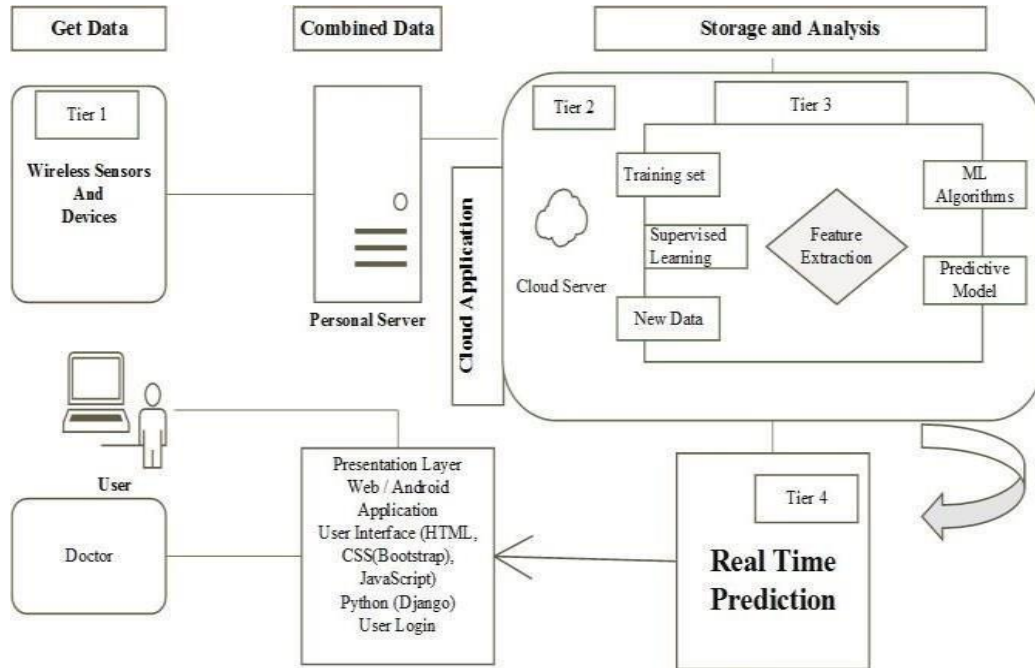 Get Data
Combined Data
Storage and Analysis
Tier 1
Wireless Sensors
And
Devices
Personal Server
Cloud Application
Tier 2
Cloud Server
Tier 3
Training set
Supervised
Learning
New Data
Feature
Extraction
ML
Algorithms
Predictive
Model
User
Doctor
Presentation Layer
Web / Android
Application
User Interface (HTML,
CSS(Bootstrap),
JavaScript)
Python (Django)
User Login
Tier 4
Real Time
Prediction